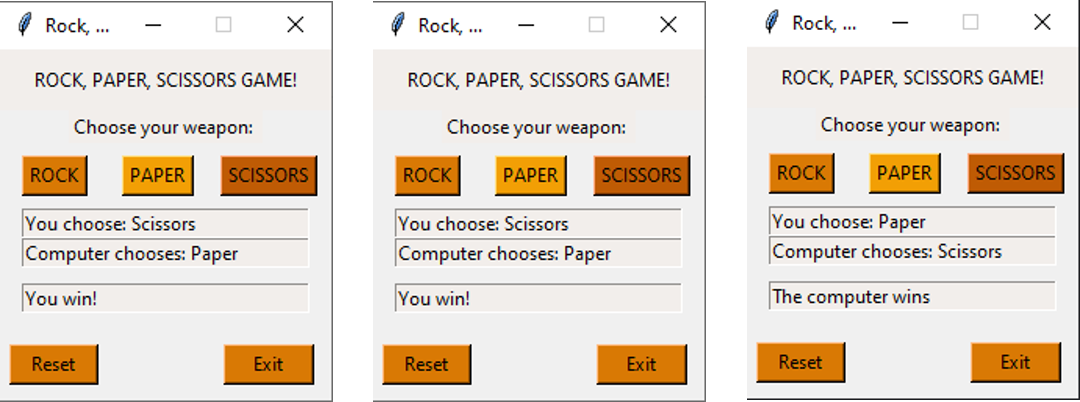 Rock, ...
ROCK, PAPER, SCISSORS GAME!
Choose your weapon:
ROCK PAPER SCISSORS
You choose: Scissors
Computer chooses: Paper
You win!
Reset Exit
Rock, ...
ROCK, PAPER, SCISSORS GAME!
Choose your weapon:
ROCK PAPER SCISSORS
You choose: Scissors
Computer chooses: Paper
You win!
Reset Exit
Rock, ...
ROCK, PAPER, SCISSORS GAME!
Choose your weapon:
ROCK PAPER SCISSORS
You choose: Paper
Computer chooses: Scissors
The computer wins
Reset Exit